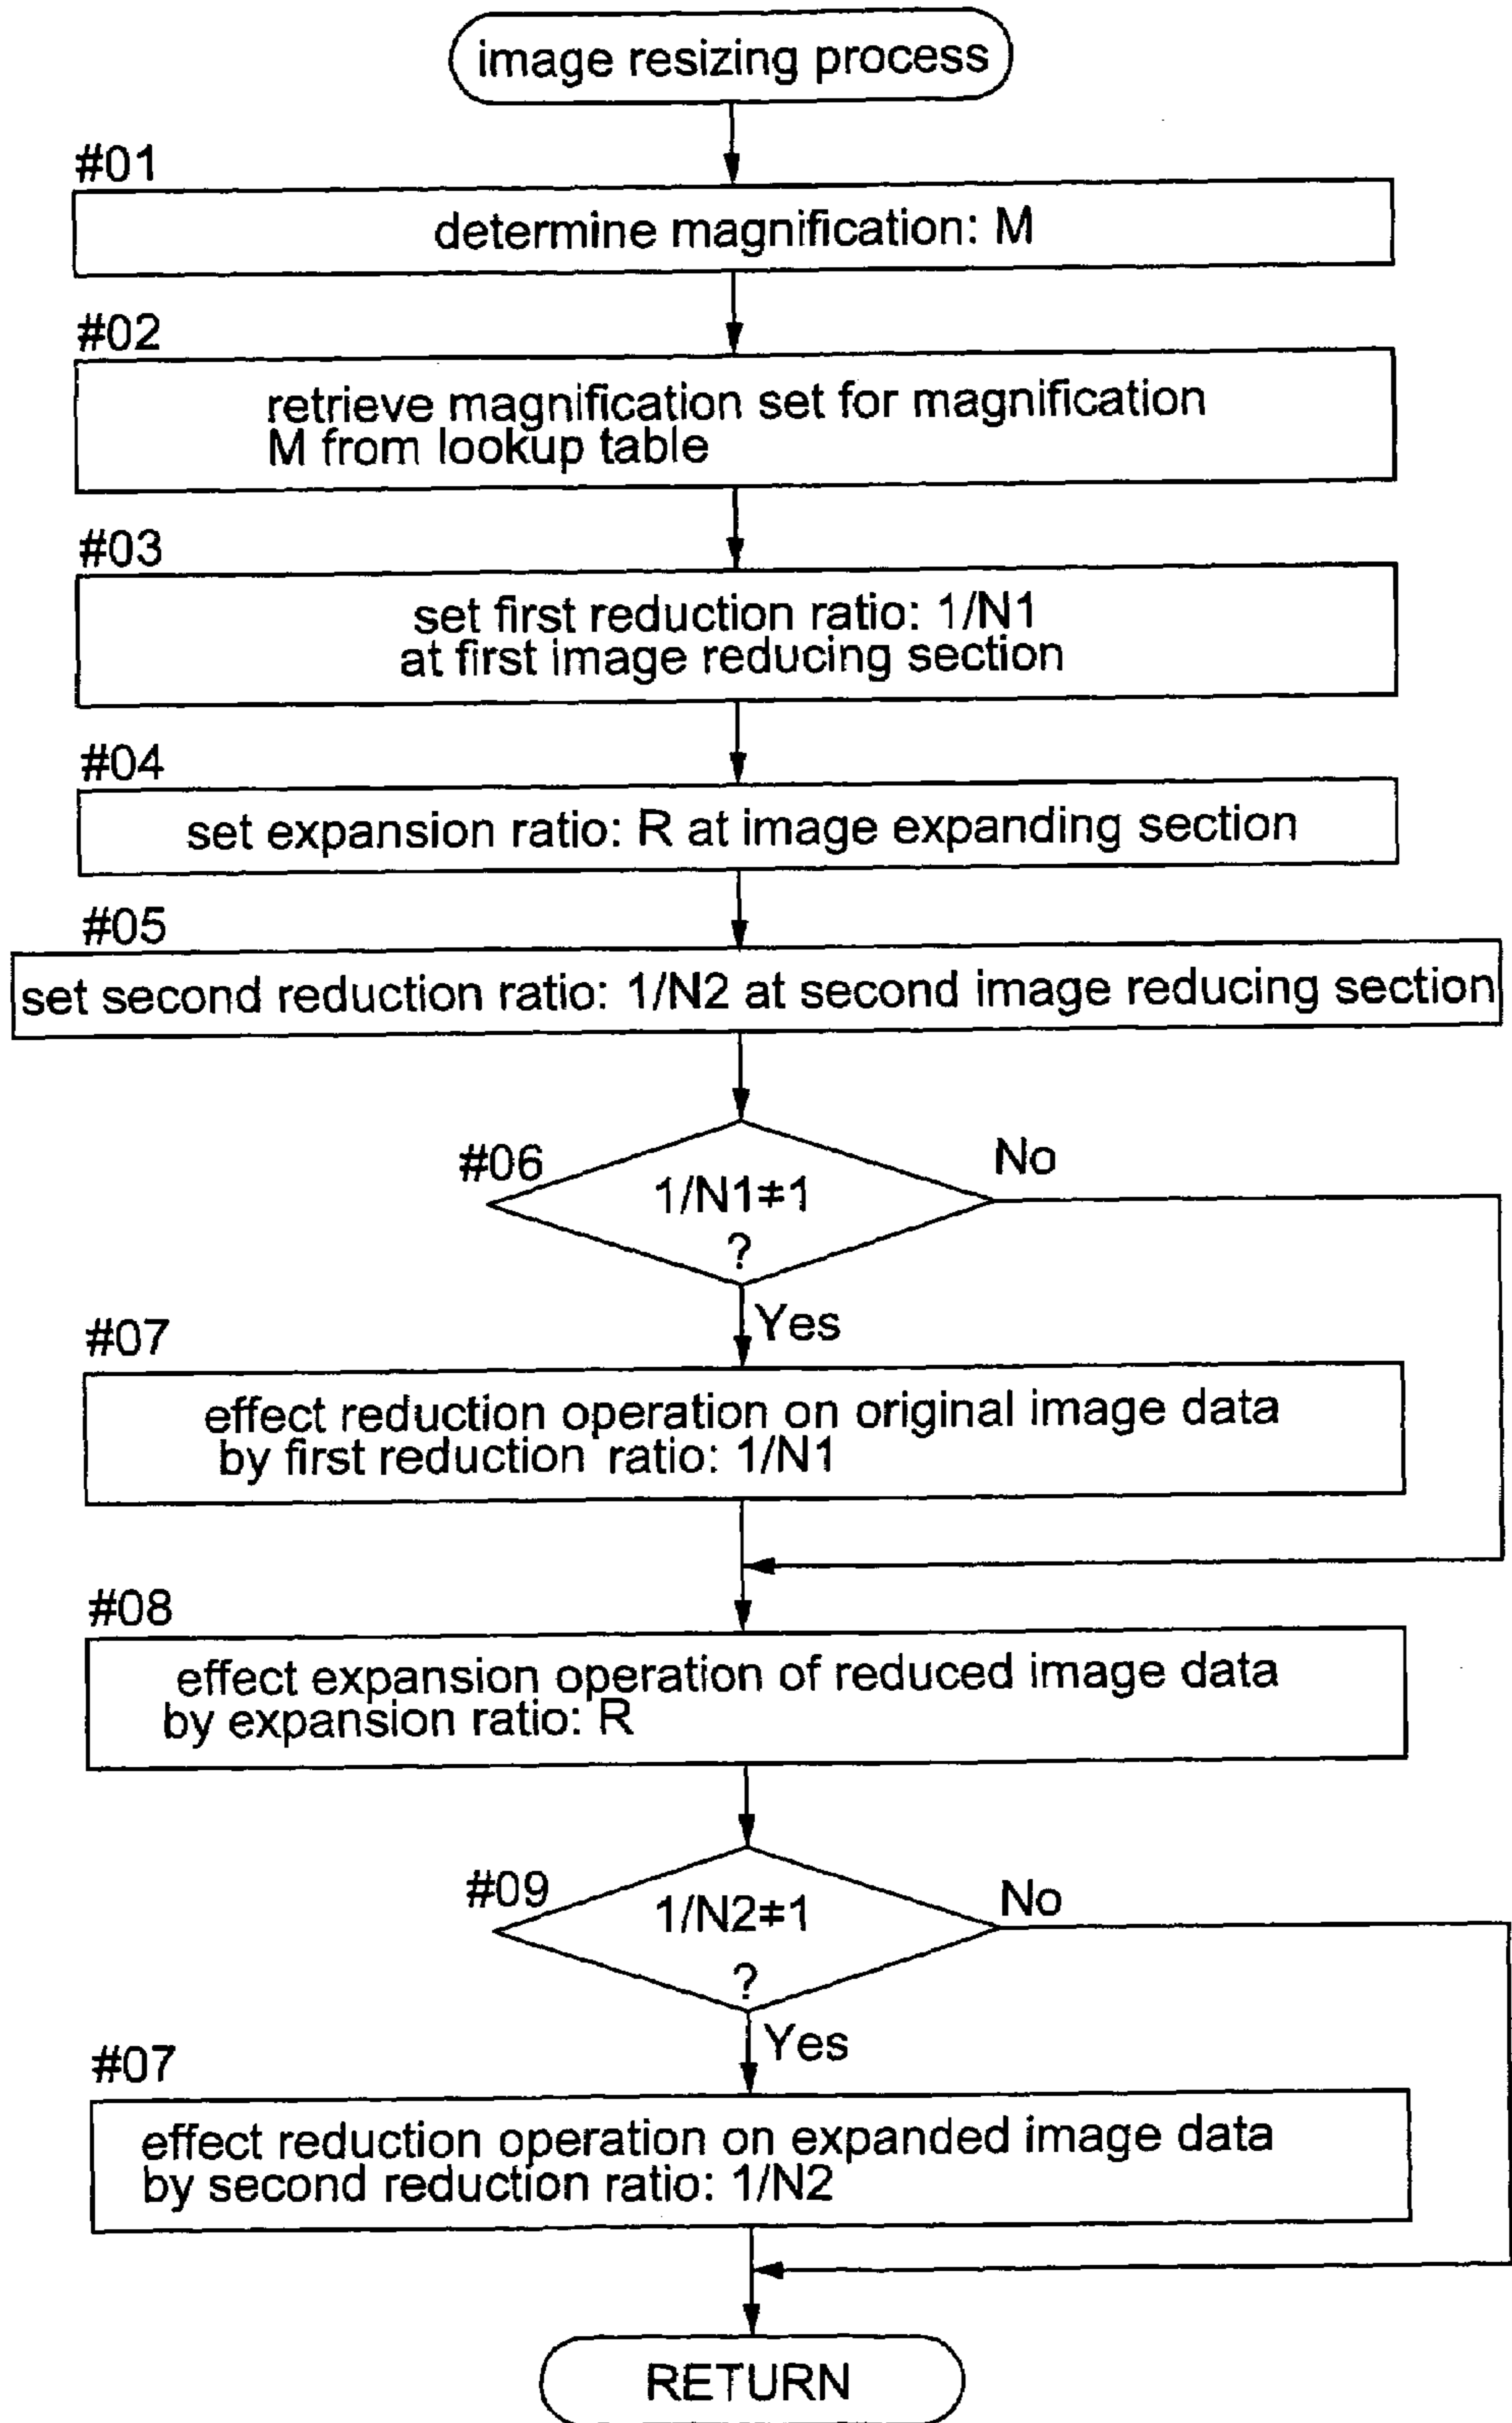 image resizing process
#01
determine magnification: M
#02
retrieve magnification set for magnification
M from lookup table
#03
set first reduction ratio: 1/N1
at first image reducing section
#04
set expansion ratio: R at image expanding section
#05
set second reduction ratio: 1/N2 at second image reducing section
#06
1/N1≠1
?
No
Yes
#07
effect reduction operation on original image data
by first reduction ratio: 1/N1
#08
effect expansion operation of reduced image data
by expansion ratio: R
#09
1/N2≠1
?
No
Yes
#07
effect reduction operation on expanded image data
by second reduction ratio: 1/N2
RETURN